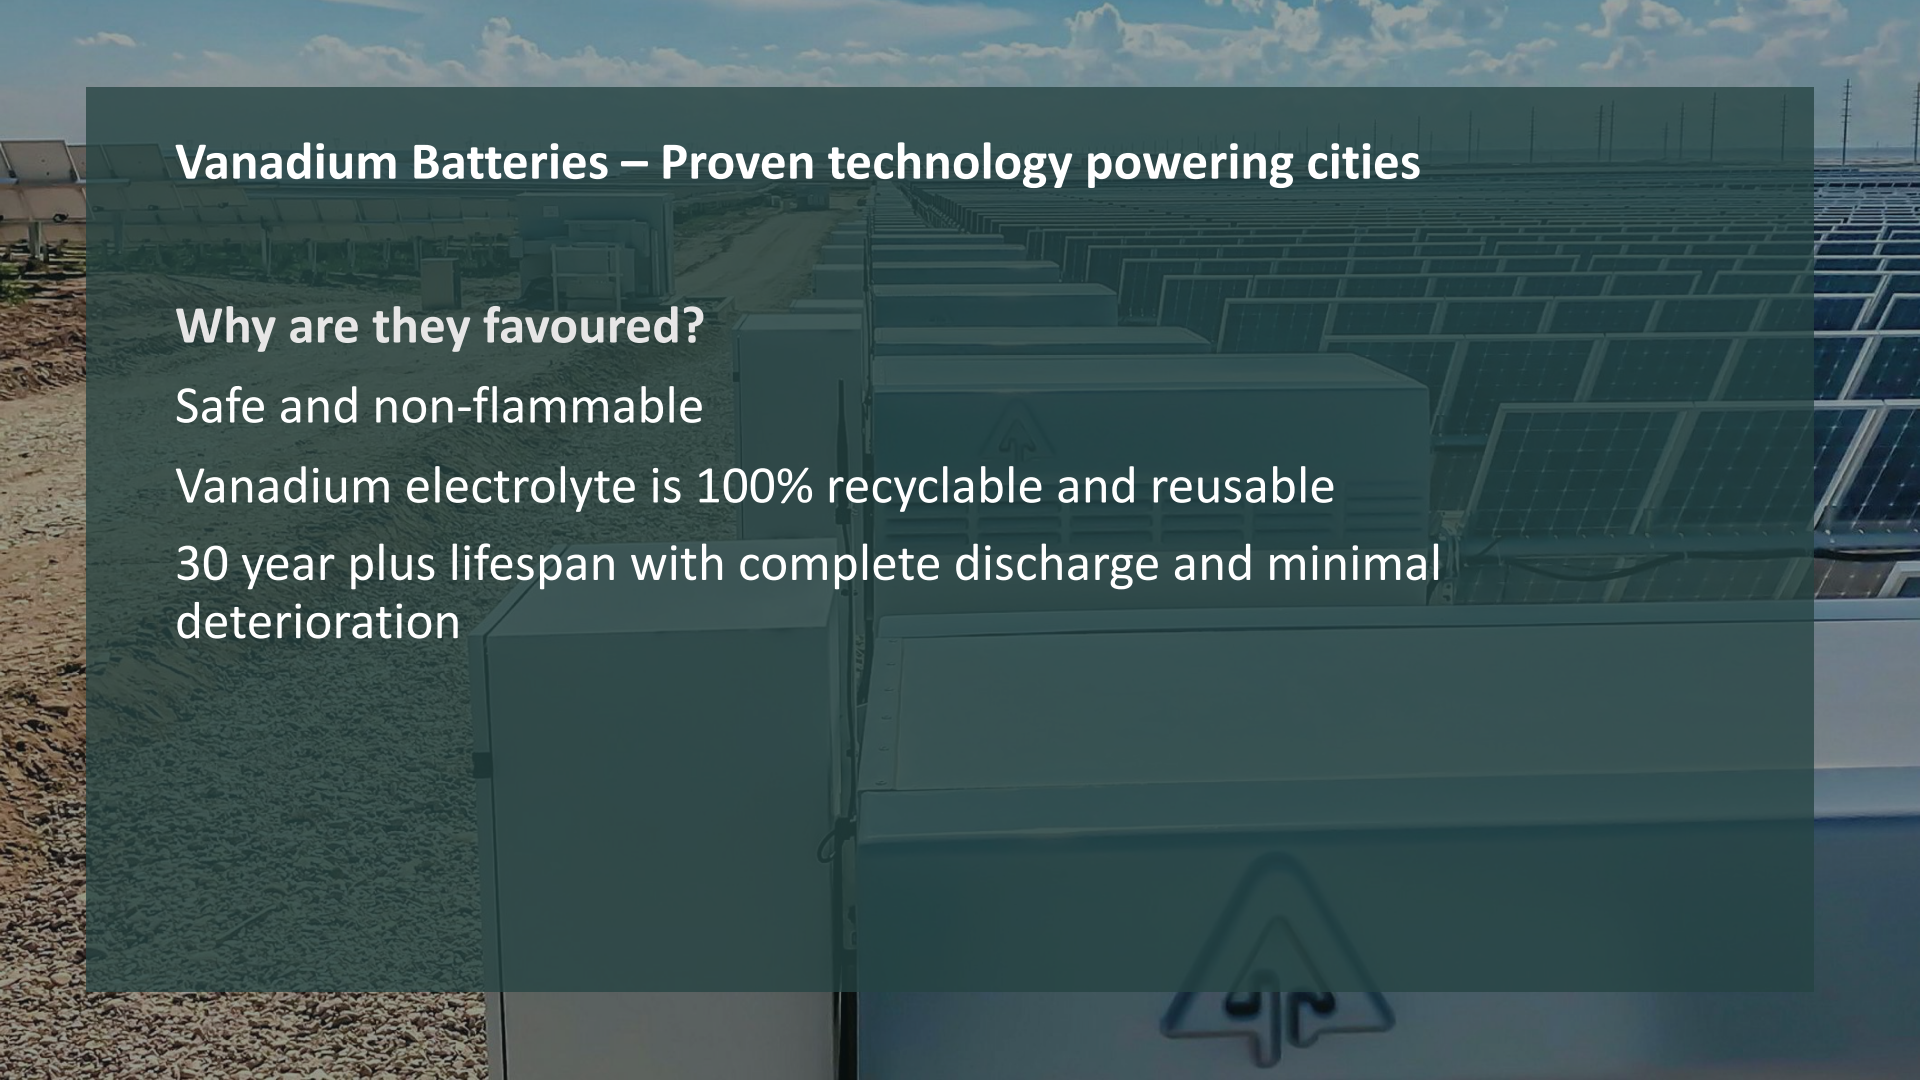 Vanadium Batteries – Proven technology powering cities
Why are they favoured?
Safe and non-flammable
Vanadium electrolyte is 100% recyclable and reusable
30 year plus lifespan with complete discharge and minimal
deterioration